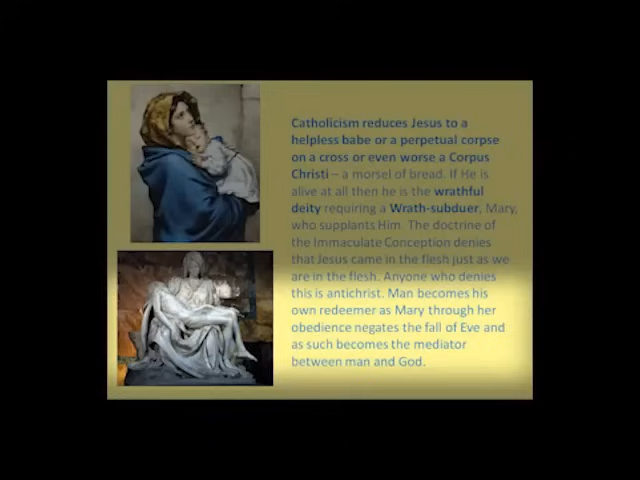 Catholicism reduces Jesus to a
helpless babe or a perpetual corpse
on a cross or even worse a Corpus
Christi – a morsel of bread. If He is
alive at all then he is the wrathful
deity requiring a Wrath-subduer, Mary,
who supplants Him. The doctrine of
the Immaculate Conception denies
that Jesus came in the flesh just as we
are in the flesh. Anyone who denies
this is antichrist. Man becomes his
own redeemer as Mary through her
obedience negates the fall of Eve and
as such becomes the mediator
between man and God.